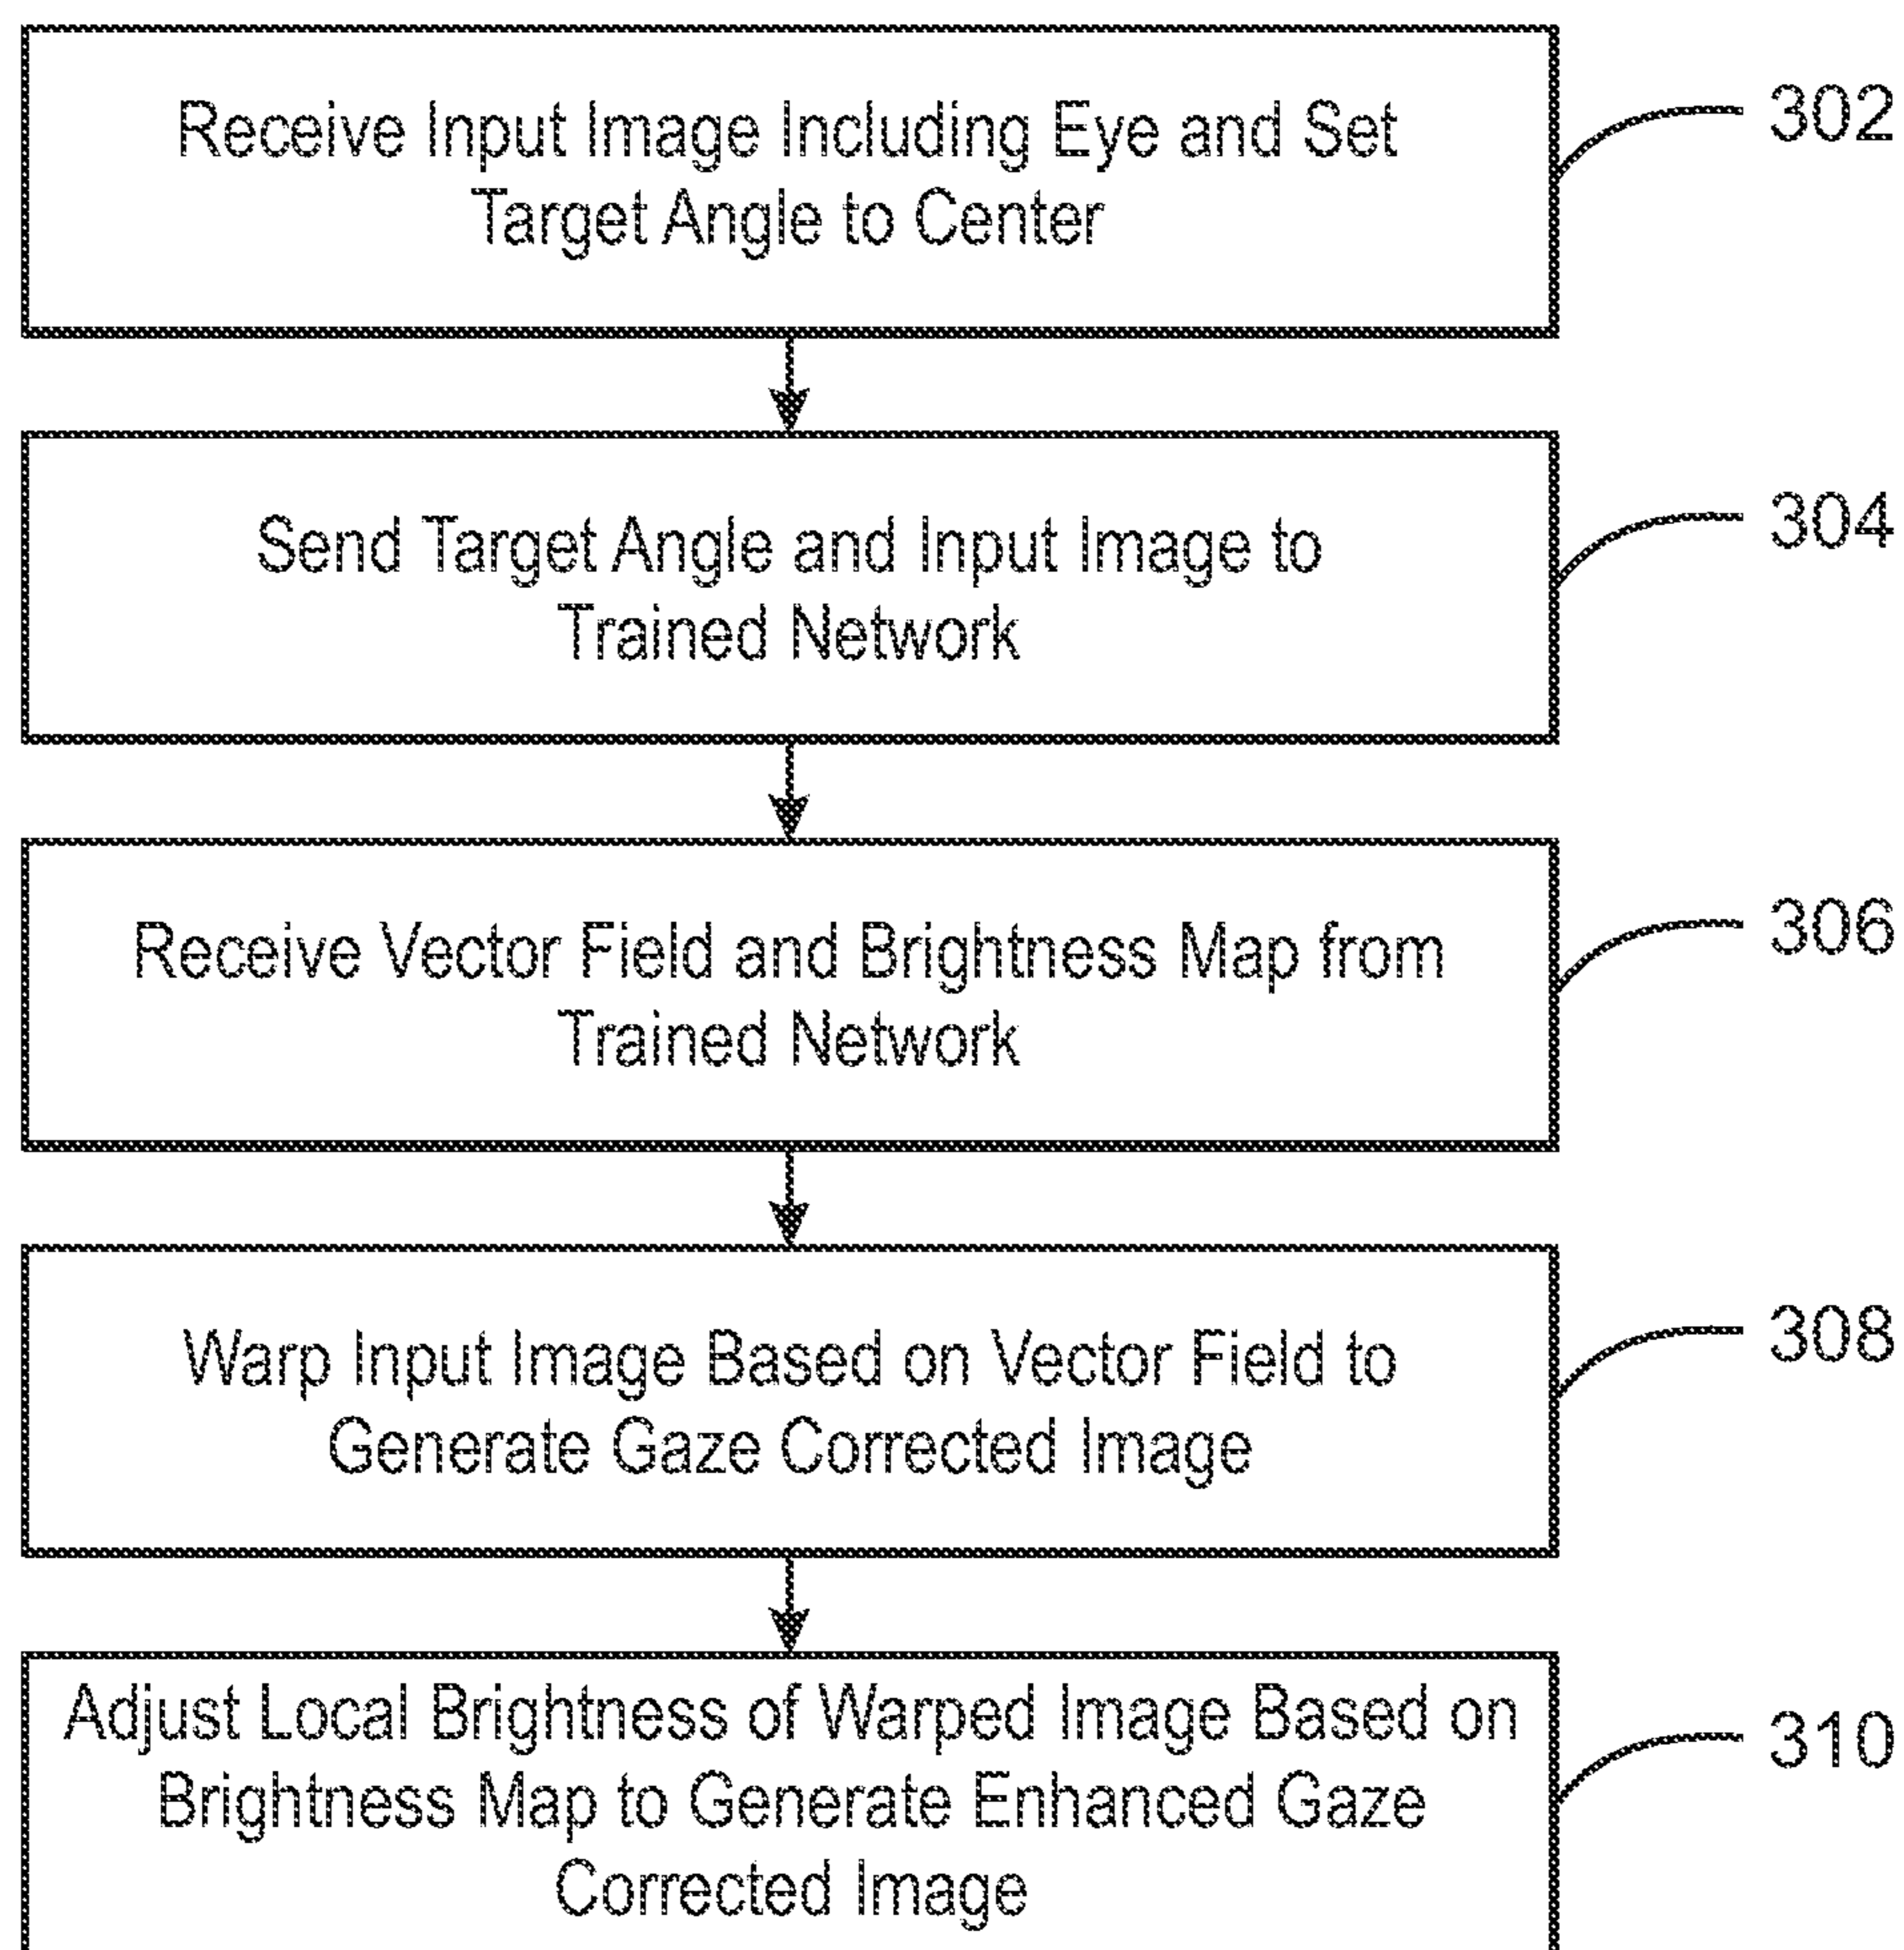 Receive Input Image Including Eye and Set
Target Angle to Center
302
Send Target Angle and Input Image to
Trained Network
304
Receive Vector Field and Brightness Map from
Trained Network
306
Warp Input Image Based on Vector Field to
Generate Gaze Corrected Image
308
Adjust Local Brightness of Warped Image Based on
Brightness Map to Generate Enhanced Gaze
Corrected Image
310